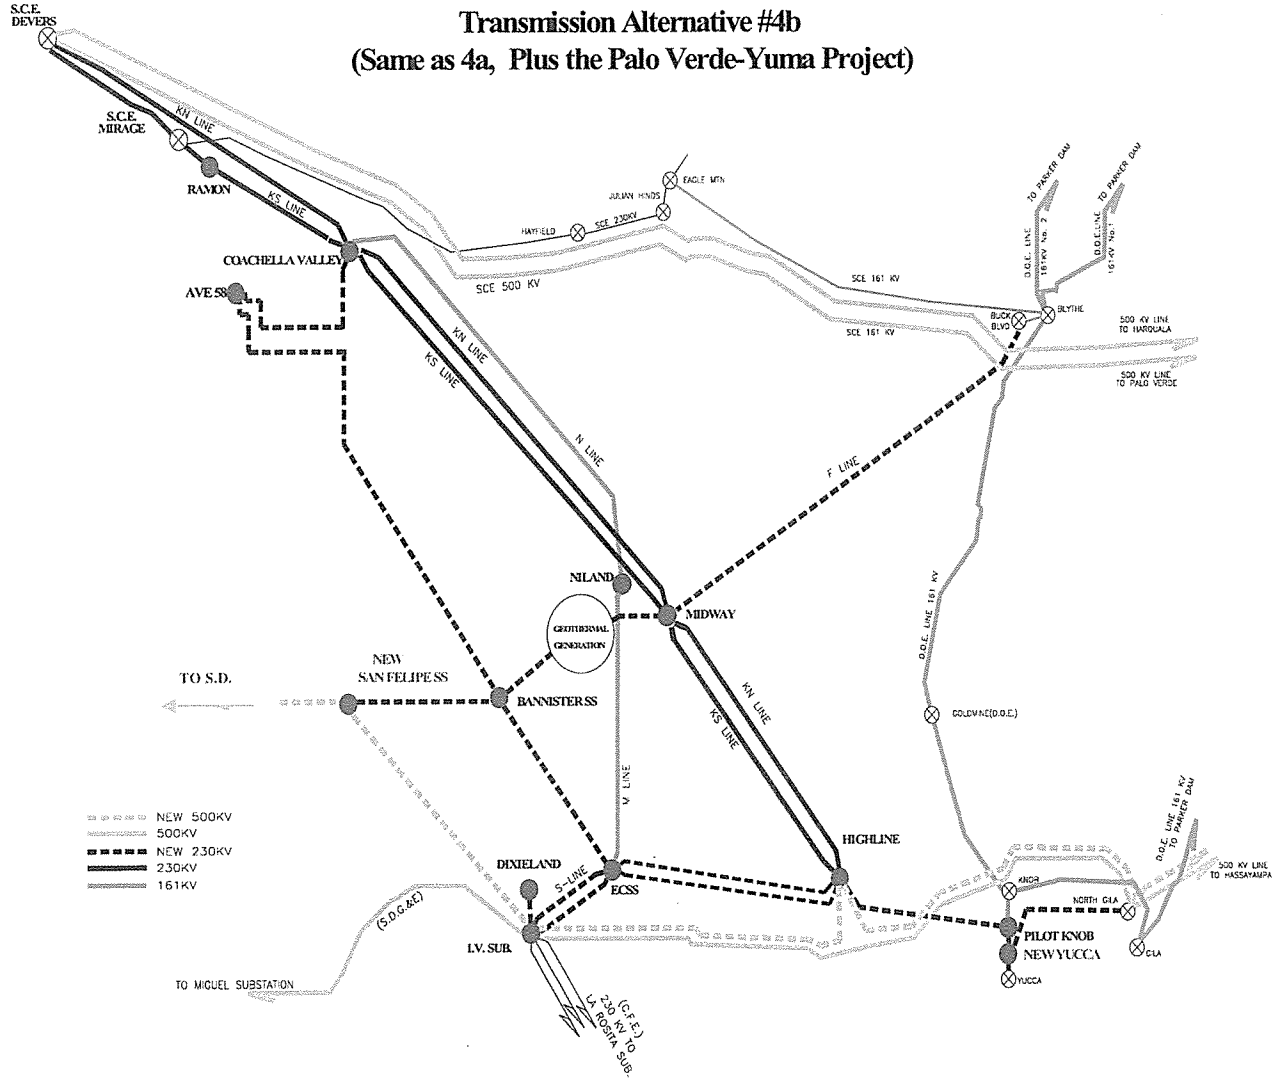 Transmission Alternative #4b
(Same as 4a, Plus the Palo Verde-Yuma Project)
S.C.E.
DEVERS
KN LINE
S.C.E.
MIRAGE
RAMON
KS LINE
COACHELLA VALLEY
AVE 58
EAGLE MTN
JULIAN HINDS
HAYFIELD
SCE 230KV
SCE 500 KV
SCE 161 KV
SCE 161 KV
TO PARKER DAM
TO PARKER DAM
D.O.E. LINE
161KV No. 2
D.O.E.LINE
161KV No.1
BUCK
BLVD
BLYTHE
500 KV LINE
TO HARQUALA
500 KV LINE
TO PALO VERDE
KN LINE
KS LINE
N LINE
F LINE
NILAND
MIDWAY
GEOTHERMAL
GENERATION
D.O.E. LINE 161 KV
NEW
SAN FELIPE SS
TO S.D.
BANNISTER SS
KN LINE
KS LINE
GOLDMINE(D.O.E.)
M LINE
NEW 500KV
500KV
NEW 230KV
230KV
161KV
HIGHLINE
D.O.E. LINE 161 KV
TO PARKER DAM
DIXIELAND
S-LINE
ECSS
500 KV LINE
TO HASSAYAMPA
KNOB
NORTH GILA
(S.D.G.&E)
I.V. SUB.
PILOT KNOB
NEW YUCCA
GILA
YUCCA
TO MIGUEL SUBSTATION
(C.F.E.)
230 KV TO
LA ROSITA SUB.